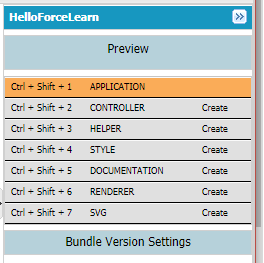 HelloForceLearn
Preview
Ctrl + Shift + 1 APPLICATION
Ctrl + Shift + 2 CONTROLLER Create
Ctrl + Shift + 3 HELPER Create
Ctrl + Shift + 4 STYLE Create
Ctrl + Shift + 5 DOCUMENTATION Create
Ctrl + Shift + 6 RENDERER Create
Ctrl + Shift + 7 SVG Create
Bundle Version Settings